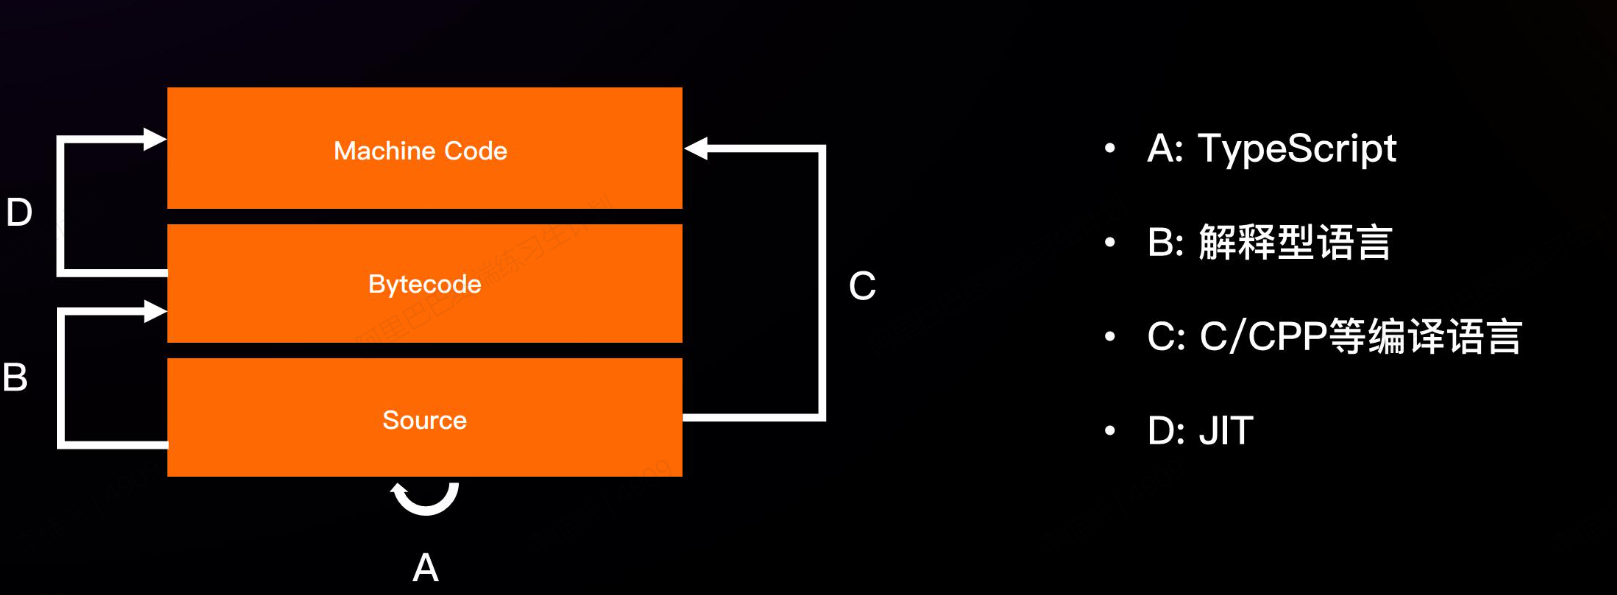 Machine Code
D
Bytecode
C
B
Source
A
• A: TypeScript
• B: 解释型语言
• C: C/CPP等编译语言
• D: JIT